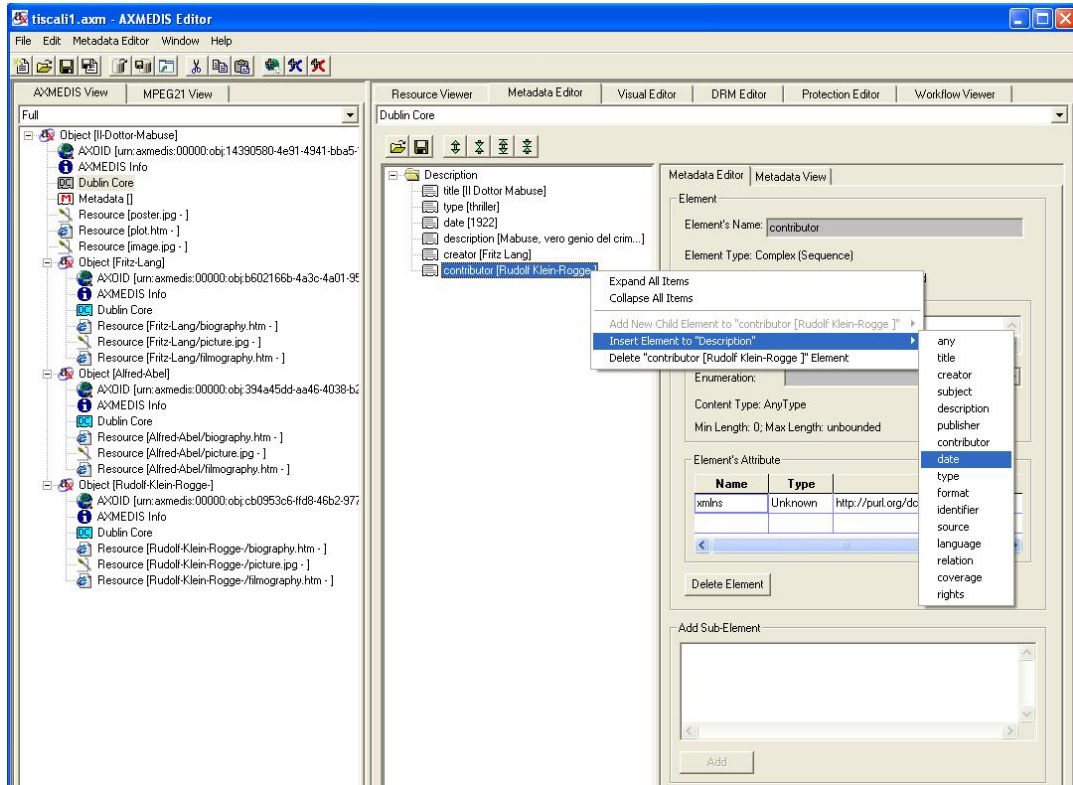 tiscali1.axm - AXMEDIS Editor
File Edit Metadata Editor Window Help
AXMEDIS View MPEG21 View
Full
Object [Il-Dottor-Mabuse]
AXOID [urn:axmedis:00000:obj:14390580-4e91-4941-bba5-
AXMEDIS Info
Dublin Core
Metadata []
Resource [poster.jpg - ]
Resource [plot.htm - ]
Resource [image.jpg - ]
Object [Fritz-Lang]
AXOID [urn:axmedis:00000:obj:b602166b-4a3c-4a01-95
AXMEDIS Info
Dublin Core
Resource [Fritz-Lang/biography.htm - ]
Resource [Fritz-Lang/picture.jpg - ]
Resource [Fritz-Lang/filmography.htm - ]
Object [Alfred-Abel]
AXOID [urn:axmedis:00000:obj:394a45dd-aa46-4038-b2
AXMEDIS Info
Dublin Core
Resource [Alfred-Abel/biography.htm - ]
Resource [Alfred-Abel/picture.jpg - ]
Resource [Alfred-Abel/filmography.htm - ]
Object [Rudolf-Klein-Rogge-]
AXOID [urn:axmedis:00000:obj:cb0953c6-ffd8-46b2-977
AXMEDIS Info
Dublin Core
Resource [Rudolf-Klein-Rogge-/biography.htm - ]
Resource [Rudolf-Klein-Rogge-/picture.jpg - ]
Resource [Rudolf-Klein-Rogge-/filmography.htm - ]
Resource Viewer Metadata Editor Visual Editor DRM Editor Protection Editor Workflow Viewer
Dublin Core
Description
title [Il Dottor Mabuse]
type [thriller]
date [1922]
description [Mabuse, vero genio del crim...]
creator [Fritz Lang]
contributor [Rudolf Klein-Rogge ]
Metadata Editor Metadata View
Element
Element's Name: contributor
Element Type: Complex (Sequence)
Expand All Items
Collapse All Items
Add New Child Element to "contributor [Rudolf Klein-Rogge ]"
Insert Element to "Description"
Delete "contributor [Rudolf Klein-Rogge ]" Element
any
title
creator
subject
description
publisher
contributor
date
type
format
identifier
source
language
relation
coverage
rights
Enumeration:
Content Type: AnyType
Min Length: 0; Max Length: unbounded
Element's Attribute
Name Type
xmlns Unknown http://purl.org/dc
Delete Element
Add Sub-Element
Add